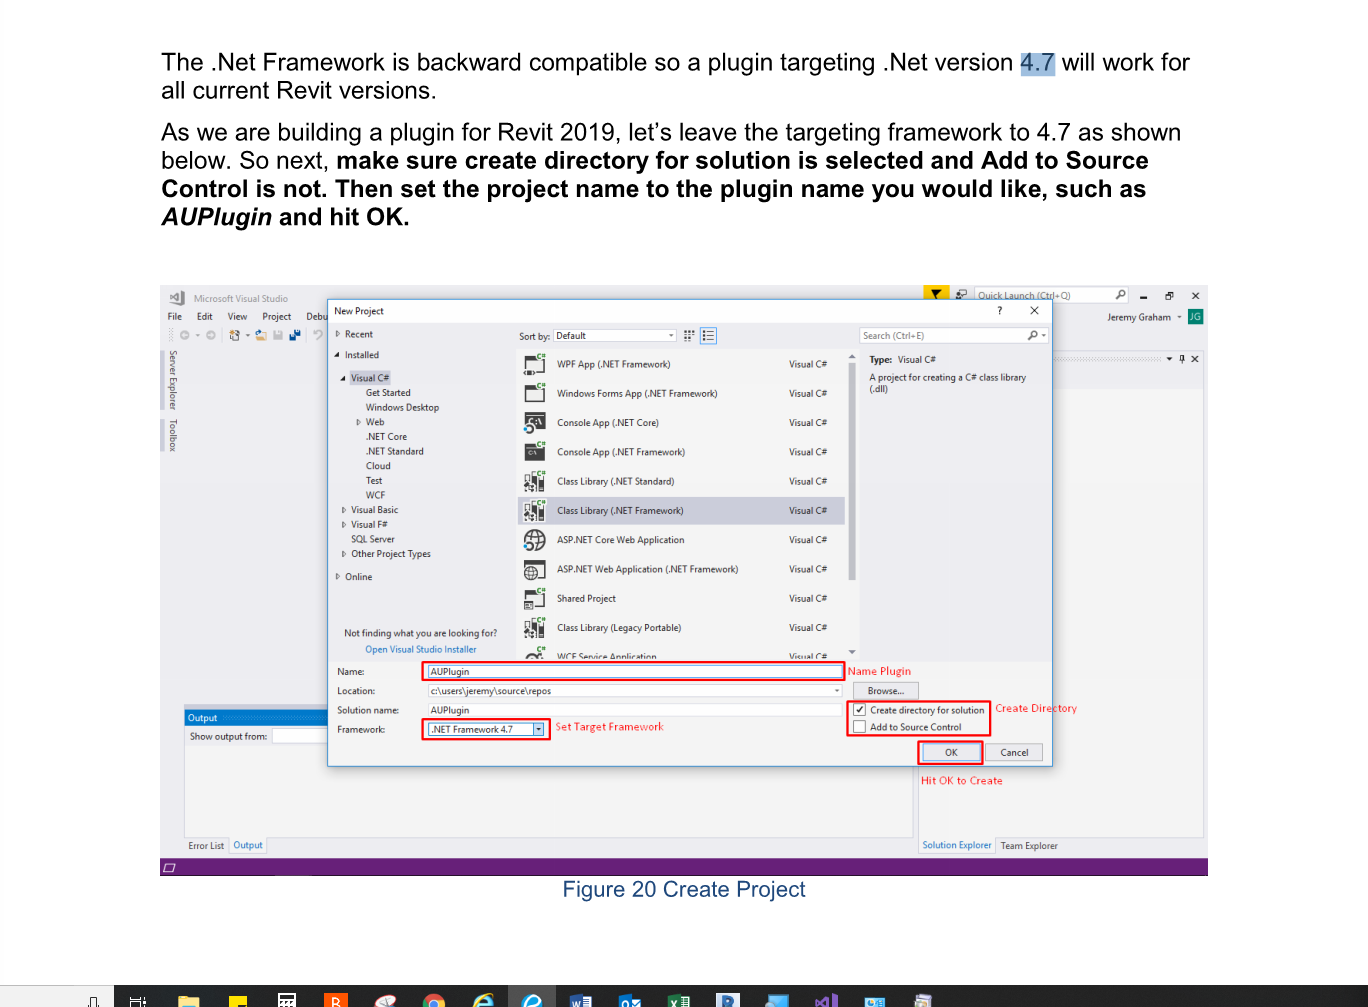 The .Net Framework is backward compatible so a plugin targeting .Net version 4.7 will work for
all current Revit versions.
As we are building a plugin for Revit 2019, let's leave the targeting framework to 4.7 as shown
below. So next, make sure create directory for solution is selected and Add to Source
Control is not. Then set the project name to the plugin name you would like, such as
AUPlugin and hit OK.
Microsoft Visual Studio
Quick Launch (Ctrl+Q)
File Edit View Project Debu
Jeremy Graham JG
Server Explorer
Toolbox
New Project
? 
Recent
Installed
Visual C#
Get Started
Windows Desktop
Web
.NET Core
.NET Standard
Cloud
Test
WCF
Visual Basic
Visual F#
SQL Server
Other Project Types
Online
Not finding what you are looking for?
Open Visual Studio Installer
Sort by: Default
WPF App (.NET Framework) Visual C#
Windows Forms App (.NET Framework) Visual C#
Console App (.NET Core) Visual C#
Console App (.NET Framework) Visual C#
Class Library (.NET Standard) Visual C#
Class Library (.NET Framework) Visual C#
ASP.NET Core Web Application Visual C#
ASP.NET Web Application (.NET Framework) Visual C#
Shared Project Visual C#
Class Library (Legacy Portable) Visual C#
WCF Service Application Visual C#
Search (Ctrl+E)
Type: Visual C#
A project for creating a C# class library
(.dll)
Name: AUPlugin Name Plugin
Location: c:\users\jeremy\source\repos Browse...
Solution name: AUPlugin Create directory for solution Create Directory
Framework: .NET Framework 4.7 Set Target Framework Add to Source Control
OK Cancel
Hit OK to Create
Output
Show output from:
Error List Output
Solution Explorer Team Explorer
Figure 20 Create Project